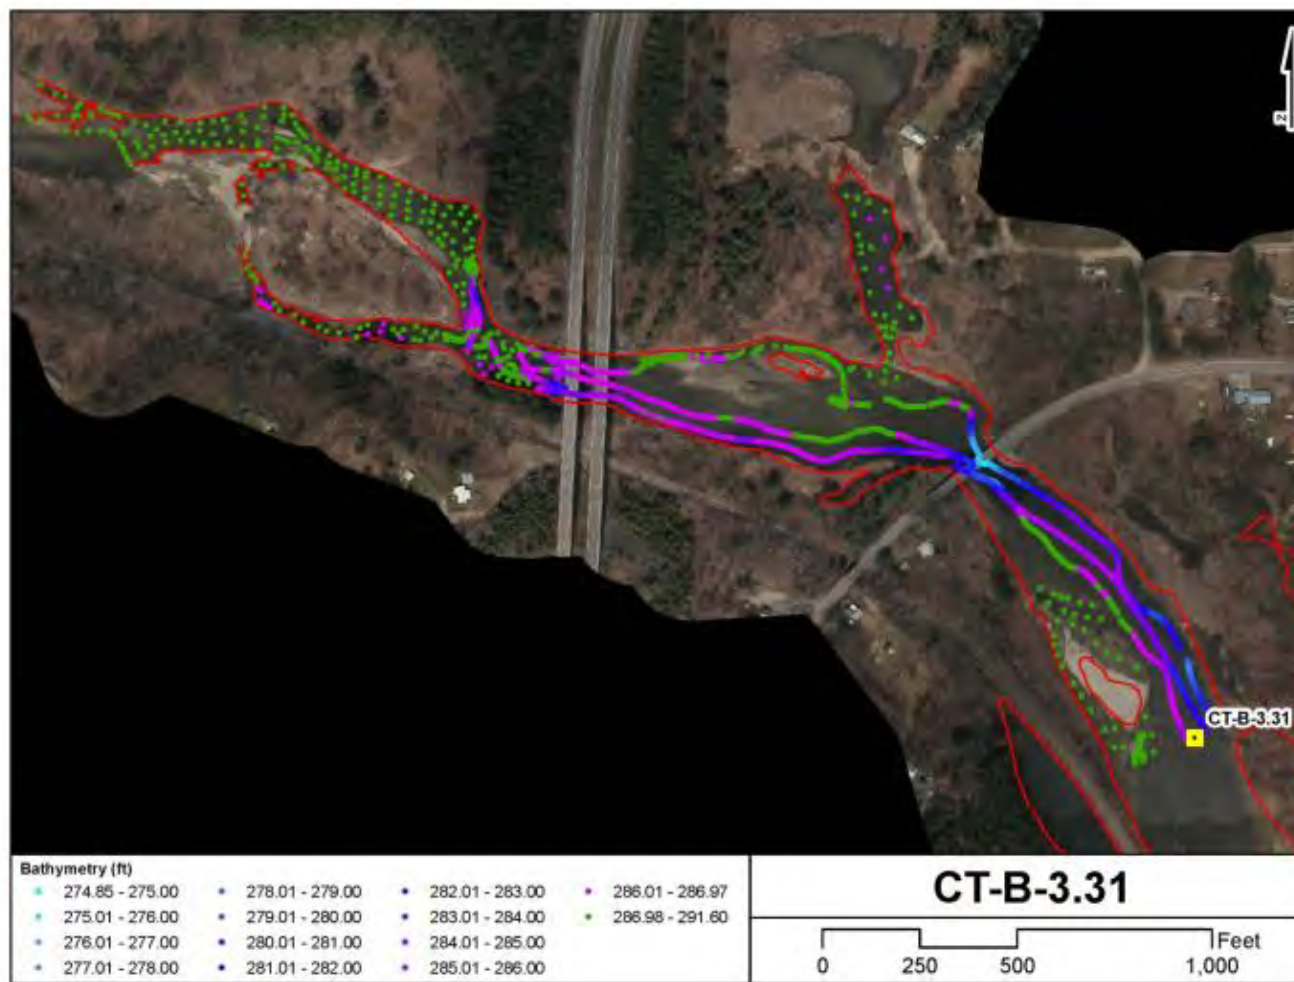 N
CT-B-3.31
Bathymetry (ft)
274.85 - 275.00
275.01 - 276.00
276.01 - 277.00
277.01 - 278.00
278.01 - 279.00
279.01 - 280.00
280.01 - 281.00
281.01 - 282.00
282.01 - 283.00
283.01 - 284.00
284.01 - 285.00
285.01 - 286.00
286.01 - 286.97
286.98 - 291.60
CT-B-3.31
Feet
0 250 500 1,000